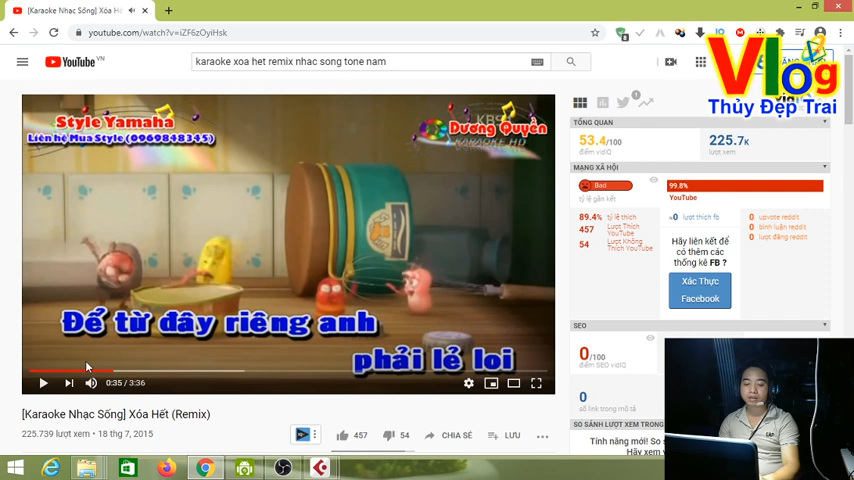 [Karaoke Nhạc Sống] Xóa Hế
youtube.com/watch?v=iZF6zOyiHsk
YouTube VN
karaoke xoa het remix nhac song tone nam
Vlog
Thủy Đẹp Trai
Style Yamaha
Liên hệ Mua Style (0969848345)
Dương Quyền
KARAOKE HD
Để từ đây riêng anh
phải lẻ loi
0:35 / 3:36
[Karaoke Nhạc Sống] Xóa Hết (Remix)
225.739 lượt xem • 18 thg 7, 2015
457
54
CHIA SẺ
LƯU
1
TỔNG QUAN
53.4/100
điểm vidIQ
225.7K
lượt xem
MẠNG XÃ HỘI
Bad
tỷ lệ gắn kết
99.8%
YouTube
89.4% tỷ lệ thích
457 Lượt Thích YouTube
54 Lượt Không Thích YouTube
0 lượt thích fb
0 upvote reddit
0 bình luận reddit
0 lượt đăng reddit
Hãy liên kết để
có thêm các
thống kê FB !
Xác Thực
Facebook
SEO
0/100
điểm SEO vidIQ
0
số link trong mô tả
SO SÁNH LƯỢT XEM TRONG
Tính năng mới! So s
Hãy xem v